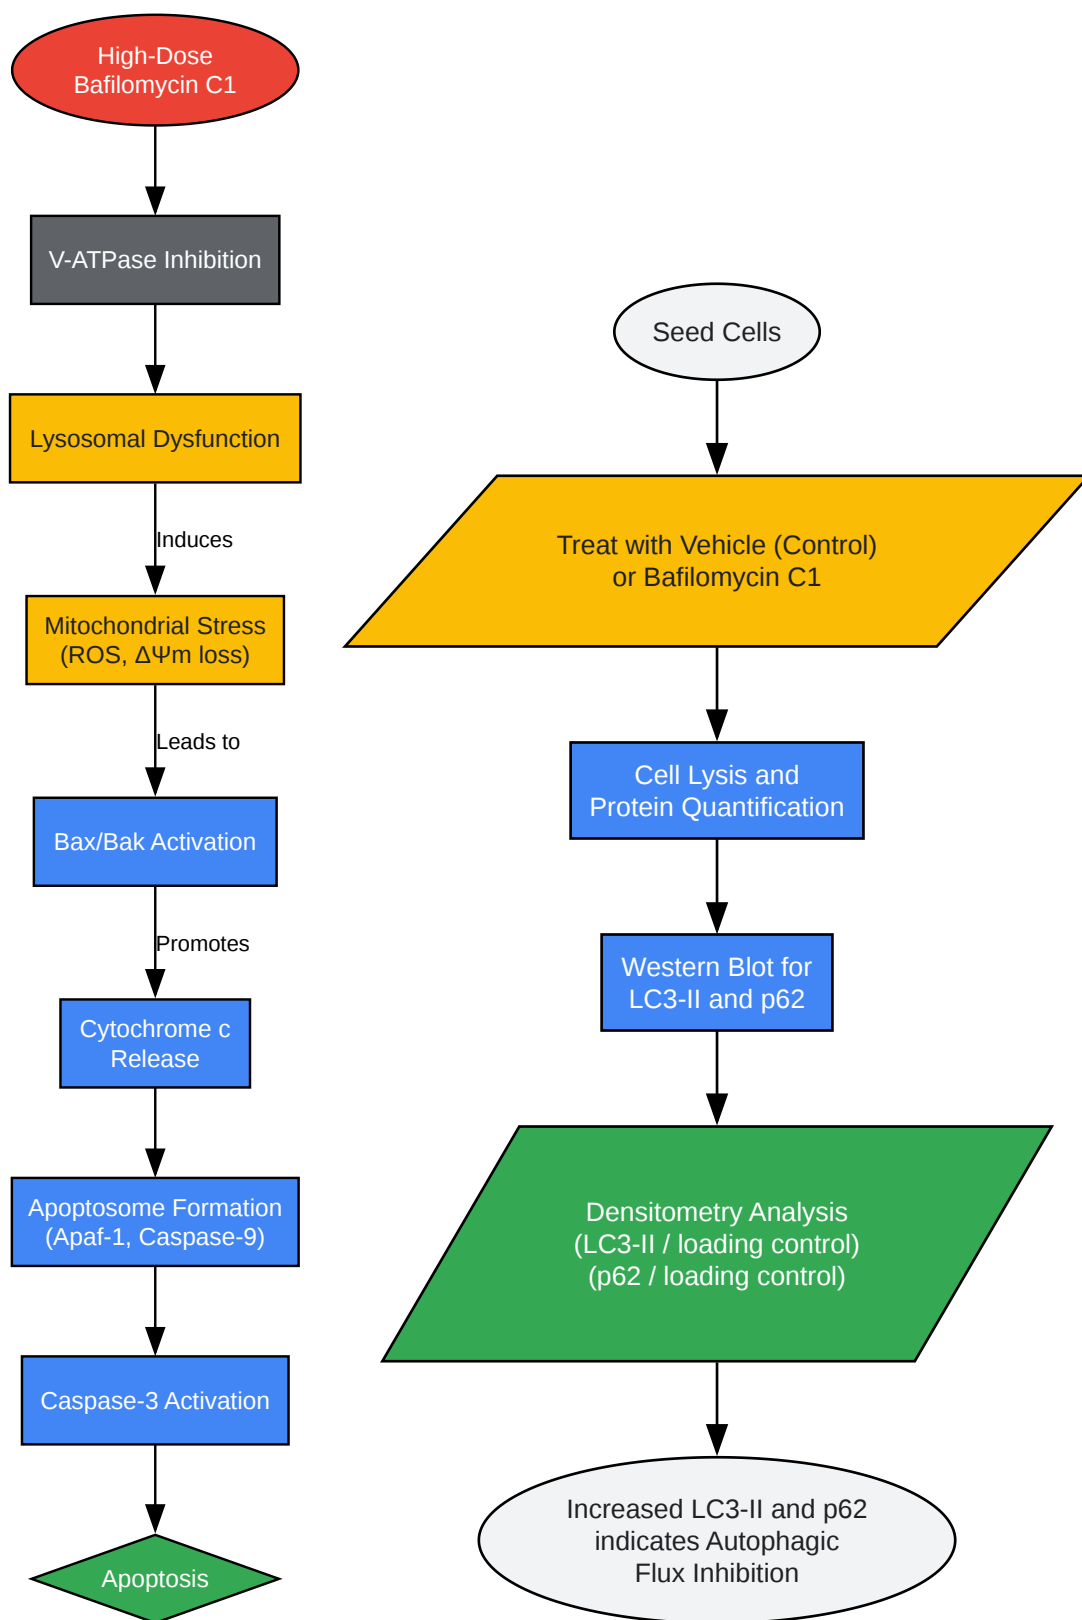 High-Dose
Bafilomycin C1
V-ATPase Inhibition
Lysosomal Dysfunction
Induces
Mitochondrial Stress
(ROS, ΔΨm loss)
Leads to
Bax/Bak Activation
Promotes
Cytochrome c
Release
Apoptosome Formation
(Apaf-1, Caspase-9)
Caspase-3 Activation
Apoptosis
Seed Cells
Treat with Vehicle (Control)
or Bafilomycin C1
Cell Lysis and
Protein Quantification
Western Blot for
LC3-II and p62
Densitometry Analysis
(LC3-II / loading control)
(p62 / loading control)
Increased LC3-II and p62
indicates Autophagic
Flux Inhibition